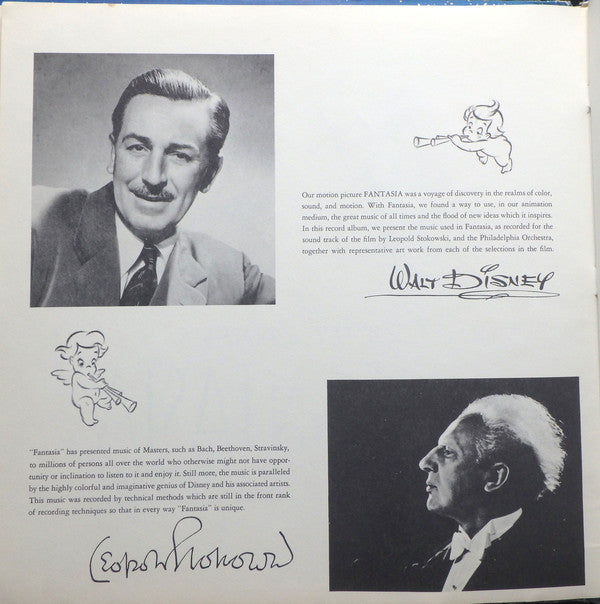 Our motion picture FANTASIA was a voyage of discovery in the realms of color,
sound, and motion. With Fantasia, we found a way to use, in our animation
medium, the great music of all times and the flood of new ideas which it inspires.
In this record album, we present the music used in Fantasia, as recorded for the
sound track of the film by Leopold Stokowski, and the Philadelphia Orchestra,
together with representative art work from each of the selections in the film.
WALT DISNEY
"Fantasia" has presented music of Masters, such as Bach, Beethoven, Stravinsky,
to millions of persons all over the world who otherwise might not have oppor-
tunity or inclination to listen to it and enjoy it. Still more, the music is paralleled
by the highly colorful and imaginative genius of Disney and his associated artists.
This music was recorded by technical methods which are still in the front rank
of recording techniques so that in every way "Fantasia" is unique.
Leopold Stokowski